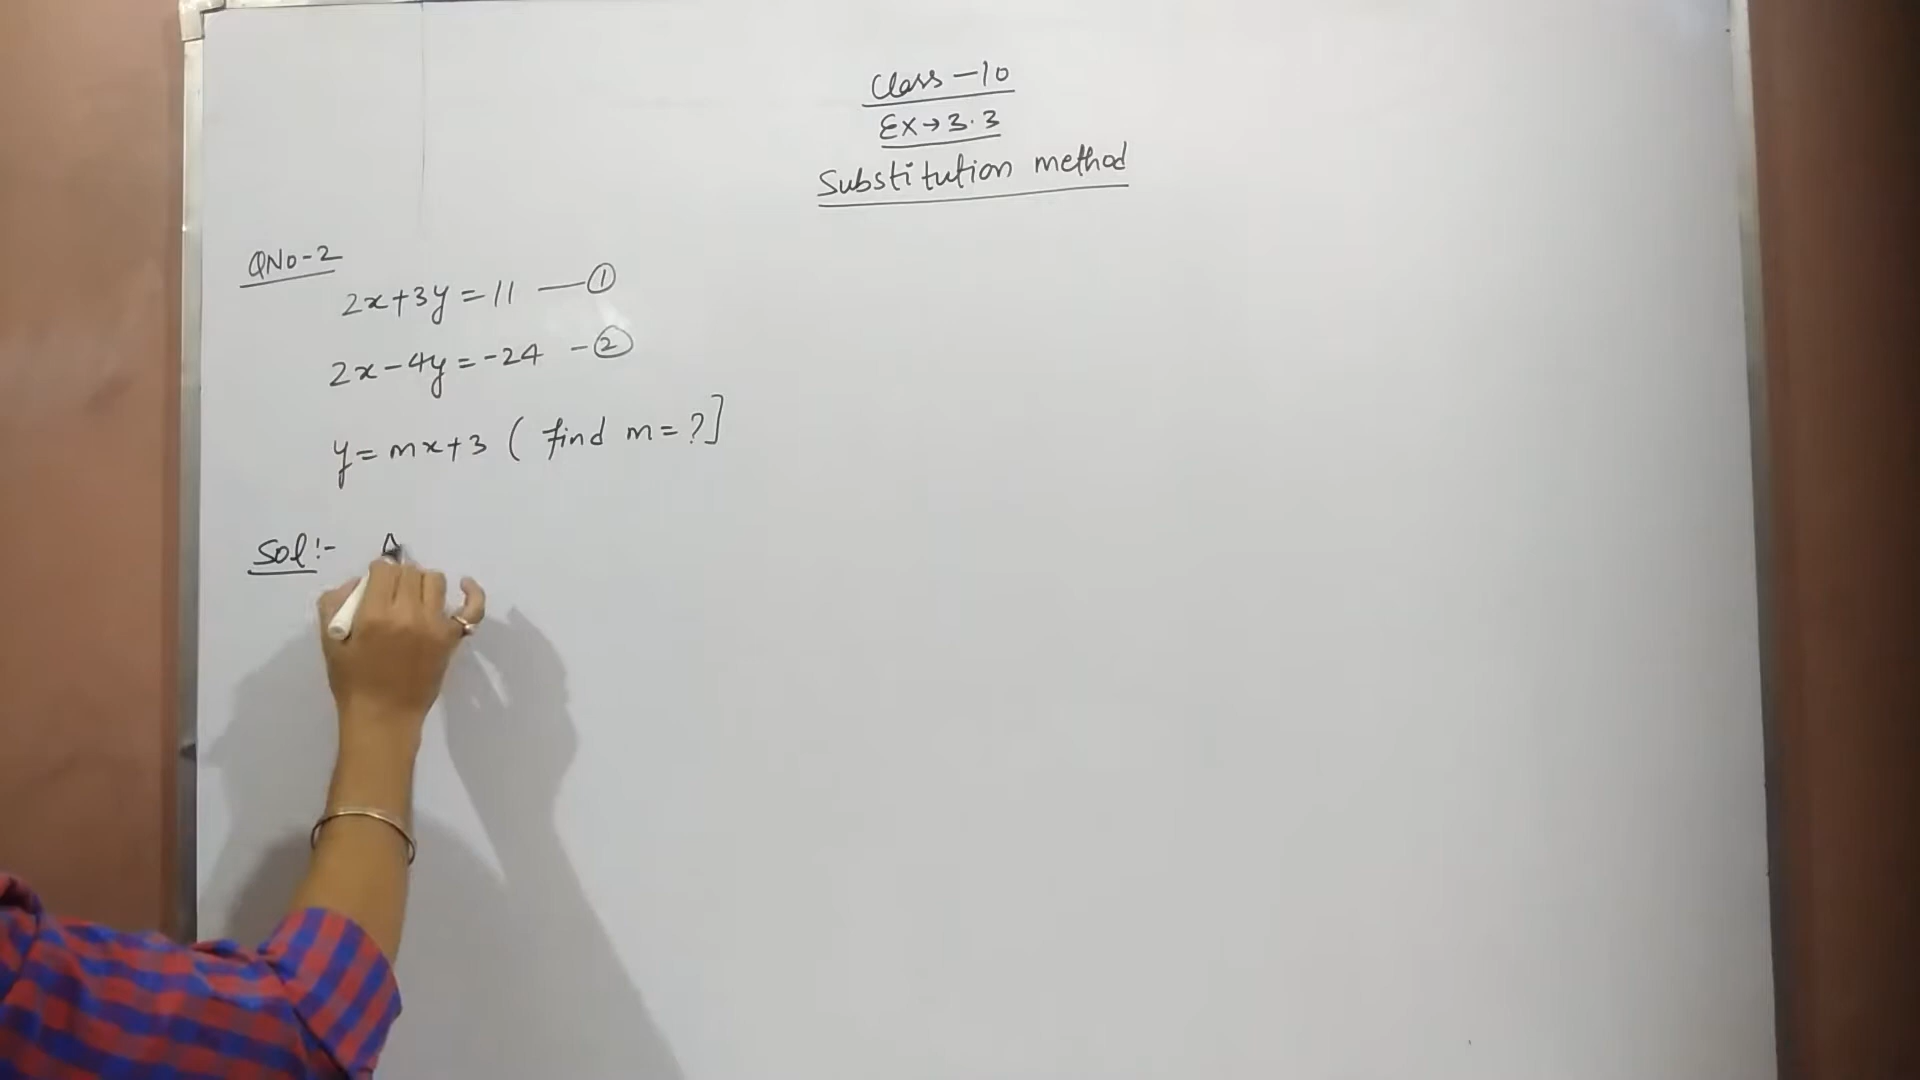 Class - 10
Ex → 3.3
Substitution method
QNo-2
2x+3y = 11 — ①
2x-4y = -24 - ②
y = mx+3 ( find m = ?]
Sol:- A